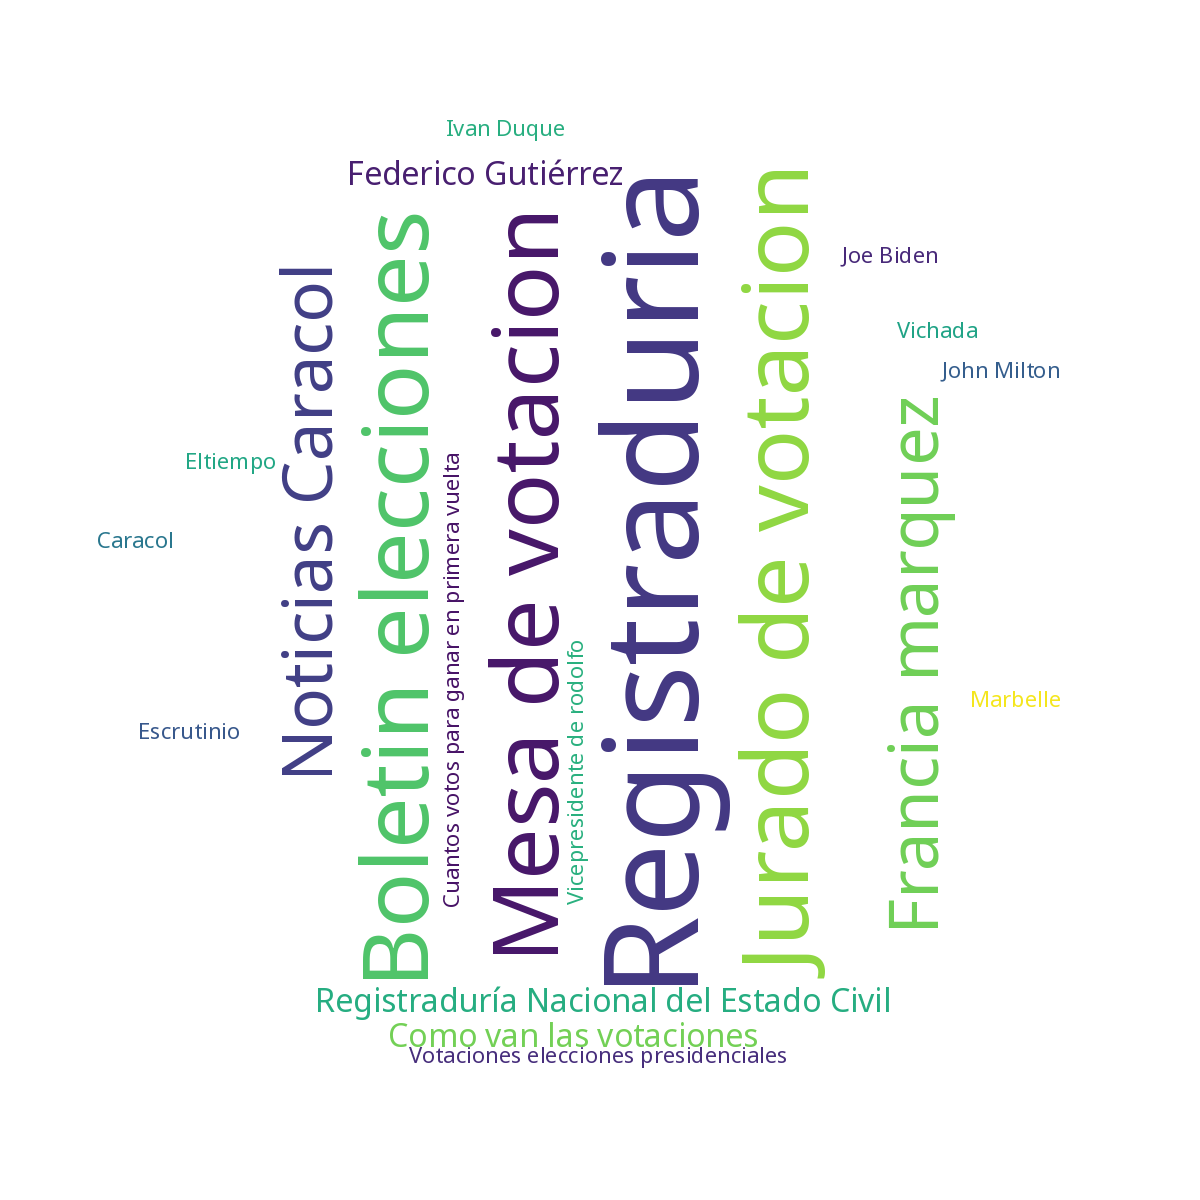 Ivan Duque
Federico Gutiérrez
Joe Biden
Vichada
John Milton
Eltiempo
Caracol
Escrutinio
Noticias Caracol
Boletin elecciones
Cuantos votos para ganar en primera vuelta
Mesa de votacion
Vicepresidente de rodolfo
Registraduria
Jurado de votacion
Francia marquez
Marbelle
Registraduría Nacional del Estado Civil
Como van las votaciones
Votaciones elecciones presidenciales